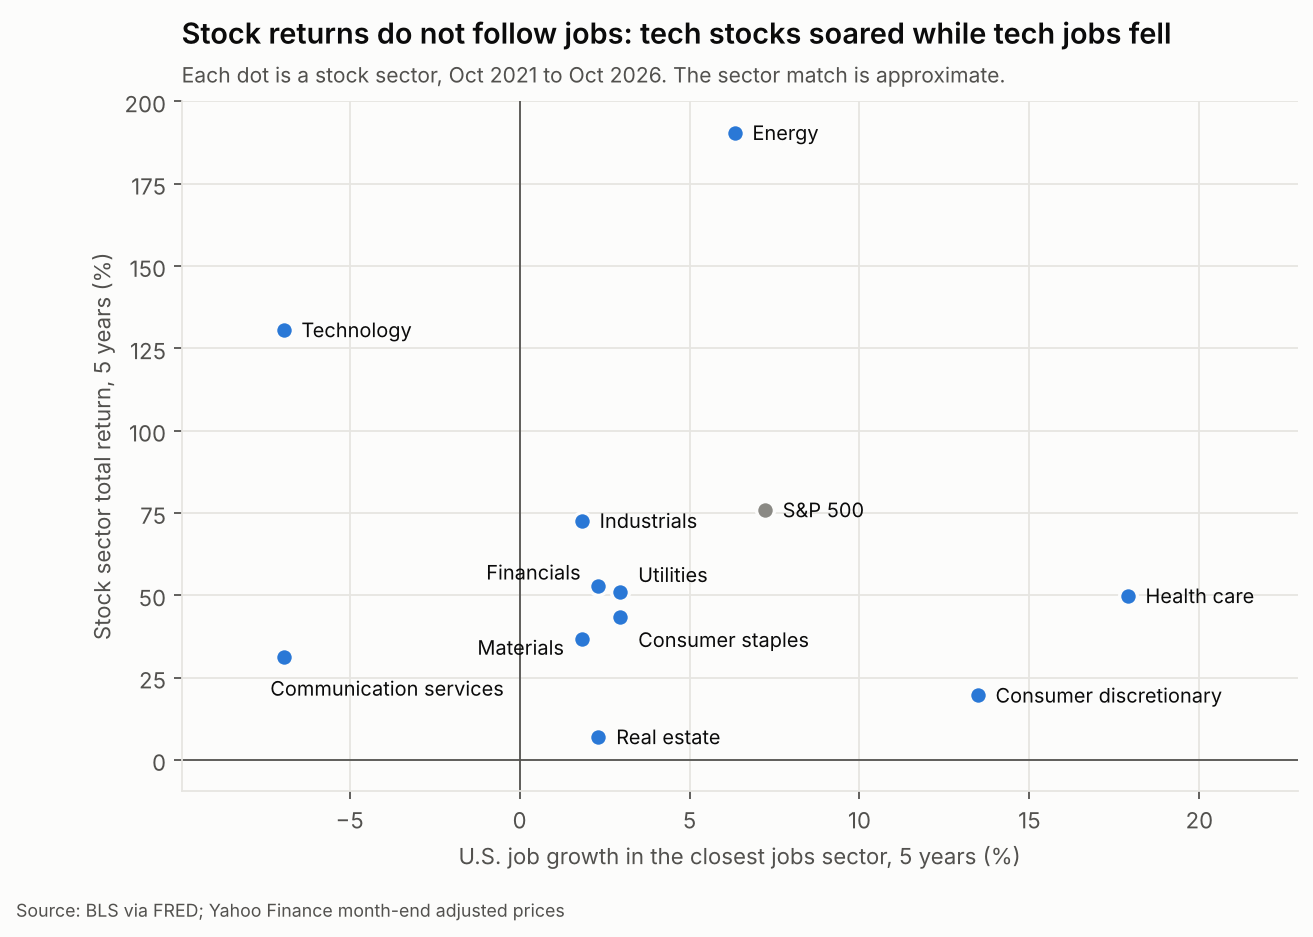 Stock returns do not follow jobs: tech stocks soared while tech jobs fell
Each dot is a stock sector, Oct 2021 to Oct 2026. The sector match is approximate.
Stock sector total return, 5 years (%)
200
175
150
125
100
75
50
25
0
Energy
Technology
S&P 500
Industrials
Financials
Utilities
Health care
Consumer staples
Materials
Communication services
Consumer discretionary
Real estate
−5
0
5
10
15
20
U.S. job growth in the closest jobs sector, 5 years (%)
Source: BLS via FRED; Yahoo Finance month-end adjusted prices